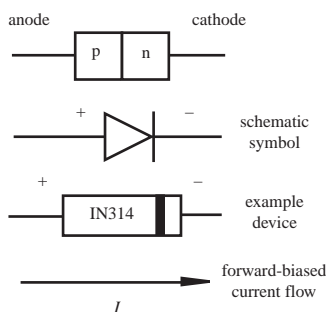 anode cathode
p n
+ −
schematic
symbol
+ −
IN314
example
device
forward-biased
current flow
I